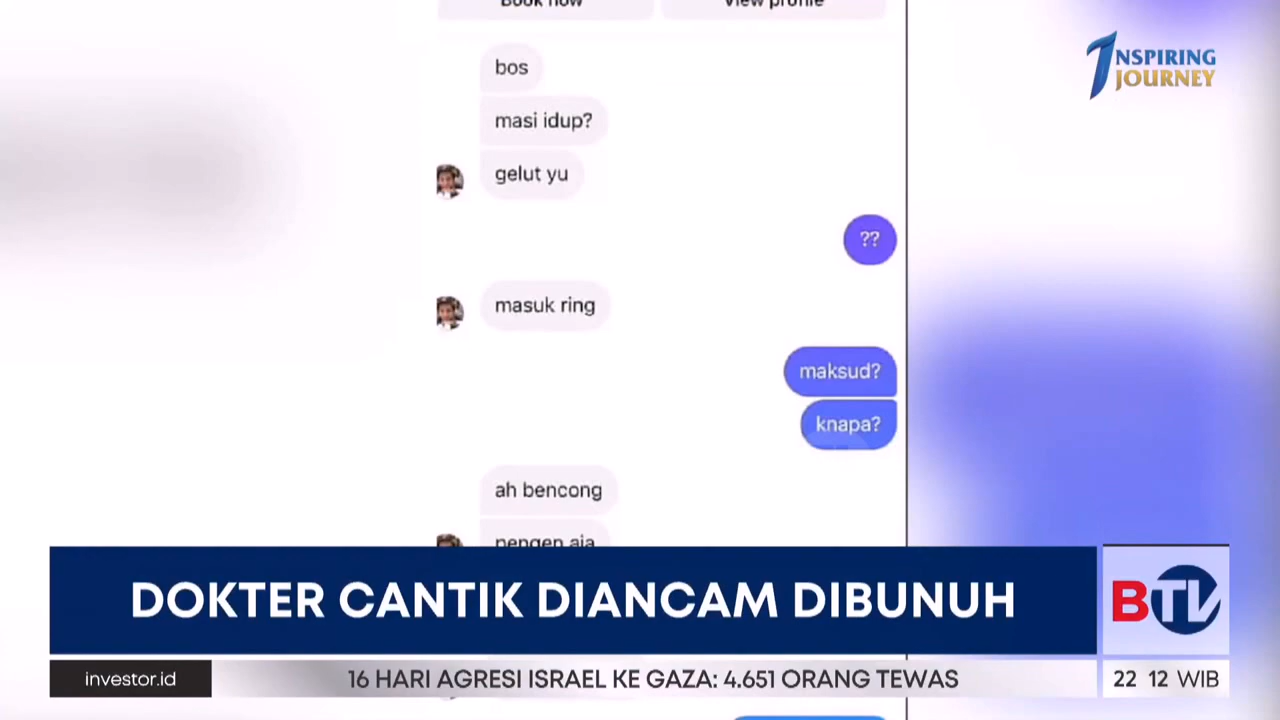 Book now
View profile
INSPIRING
JOURNEY
bos
masi idup?
gelut yu
??
masuk ring
maksud?
knapa?
ah bencong
pengen aja
DOKTER CANTIK DIANCAM DIBUNUH
BTV
investor.id
16 HARI AGRESI ISRAEL KE GAZA: 4.651 ORANG TEWAS
22 12 WIB